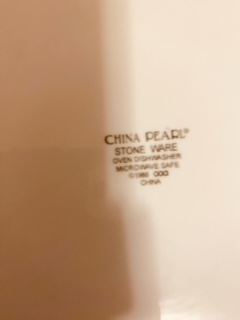 CHINA PEARL®
STONE WARE
OVEN DISHWASHER
MICROWAVE SAFE
CHINA